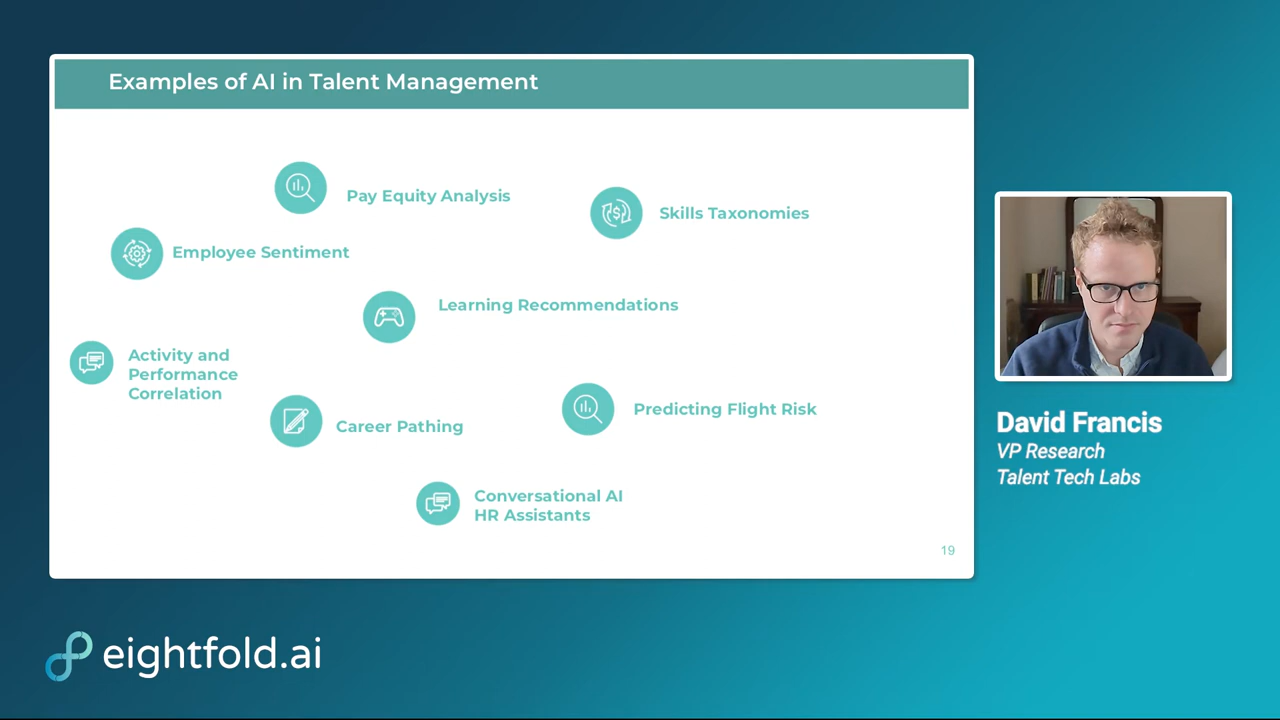 Examples of AI in Talent Management
Pay Equity Analysis
Skills Taxonomies
Employee Sentiment
Learning Recommendations
Activity and
Performance
Correlation
Career Pathing
Predicting Flight Risk
Conversational AI
HR Assistants
19
David Francis
VP Research
Talent Tech Labs
eightfold.ai